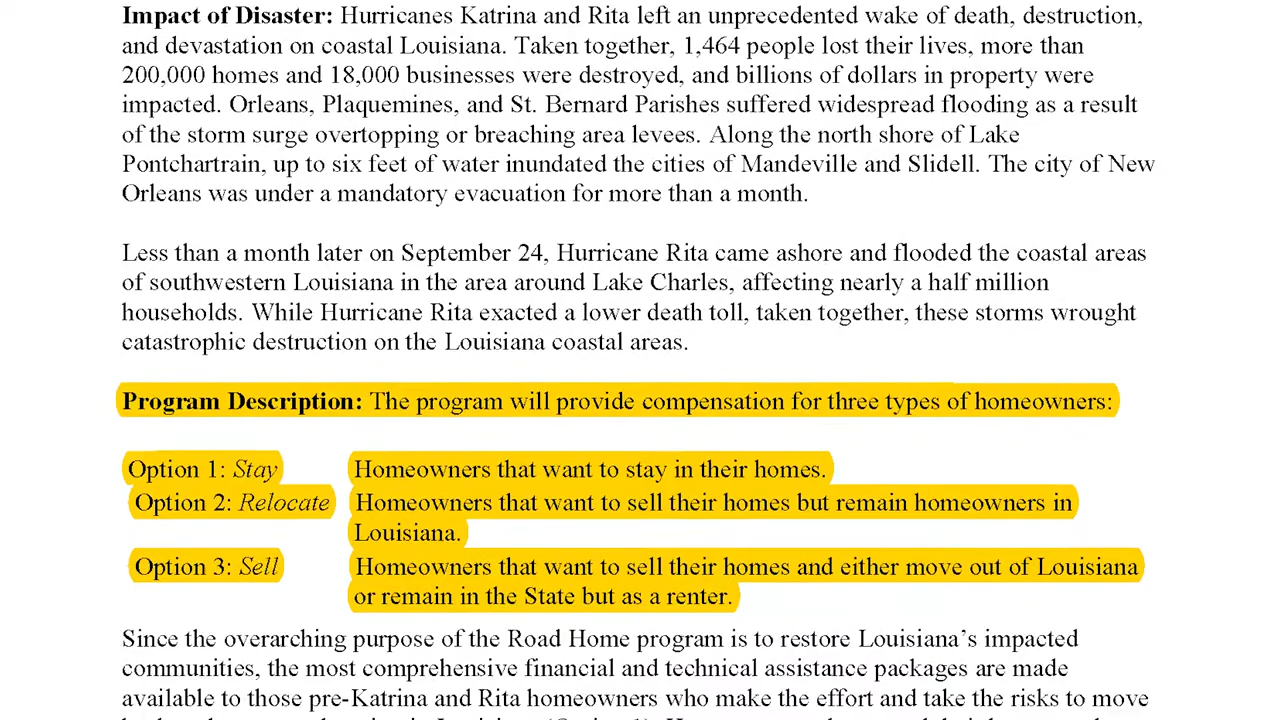 Impact of Disaster: Hurricanes Katrina and Rita left an unprecedented wake of death, destruction,
and devastation on coastal Louisiana. Taken together, 1,464 people lost their lives, more than
200,000 homes and 18,000 businesses were destroyed, and billions of dollars in property were
impacted. Orleans, Plaquemines, and St. Bernard Parishes suffered widespread flooding as a result
of the storm surge overtopping or breaching area levees. Along the north shore of Lake
Pontchartrain, up to six feet of water inundated the cities of Mandeville and Slidell. The city of New
Orleans was under a mandatory evacuation for more than a month.
Less than a month later on September 24, Hurricane Rita came ashore and flooded the coastal areas
of southwestern Louisiana in the area around Lake Charles, affecting nearly a half million
households. While Hurricane Rita exacted a lower death toll, taken together, these storms wrought
catastrophic destruction on the Louisiana coastal areas.
Program Description: The program will provide compensation for three types of homeowners:
Option 1: Stay Homeowners that want to stay in their homes.
Option 2: Relocate Homeowners that want to sell their homes but remain homeowners in
Louisiana.
Option 3: Sell Homeowners that want to sell their homes and either move out of Louisiana
or remain in the State but as a renter.
Since the overarching purpose of the Road Home program is to restore Louisiana's impacted
communities, the most comprehensive financial and technical assistance packages are made
available to those pre-Katrina and Rita homeowners who make the effort and take the risks to move